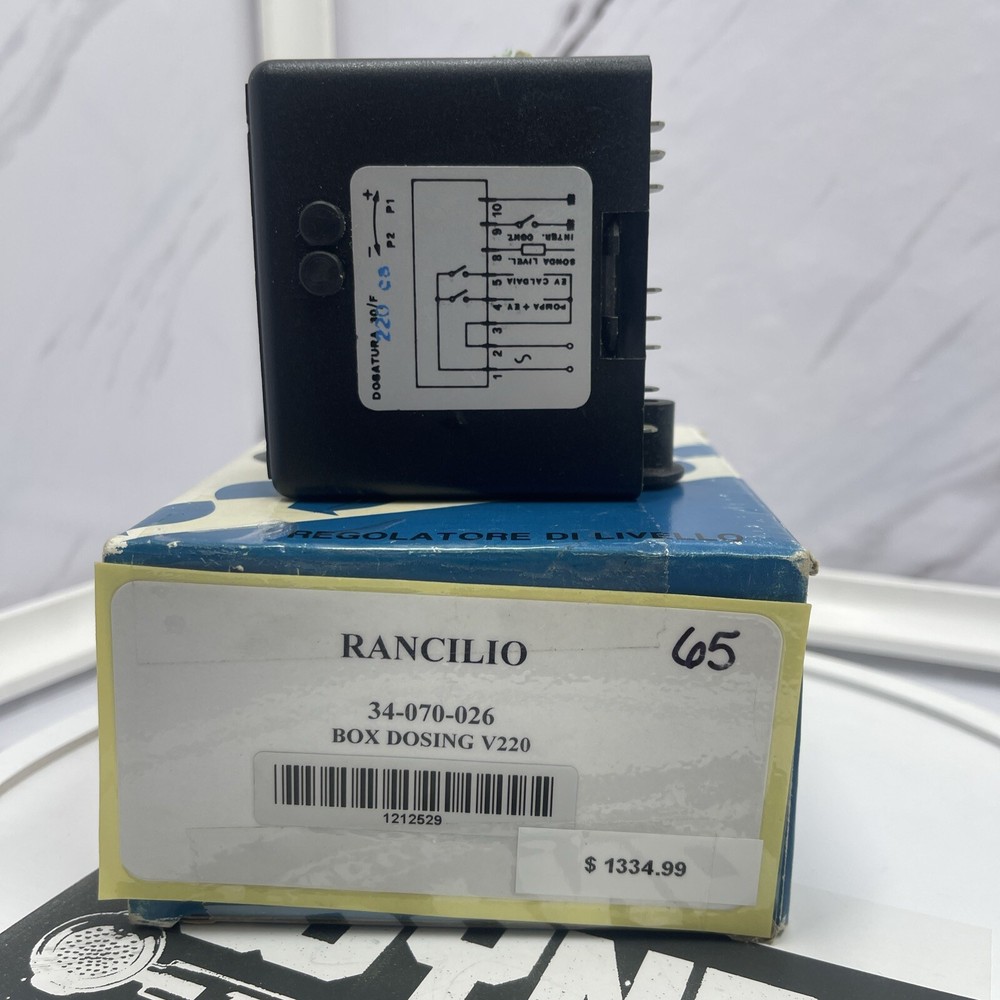 +
P1
P2
−
DOSATURA 30/F
220 CB
10
9
8
5
4
3
2
1
INTER. CONT.
SONDA LIVEL.
EV CALDAIA
POMPA + EV
REGOLATORE DI LIVELLO
RANCILIO
65
34-070-026
BOX DOSING V220
1212529
$ 1334.99